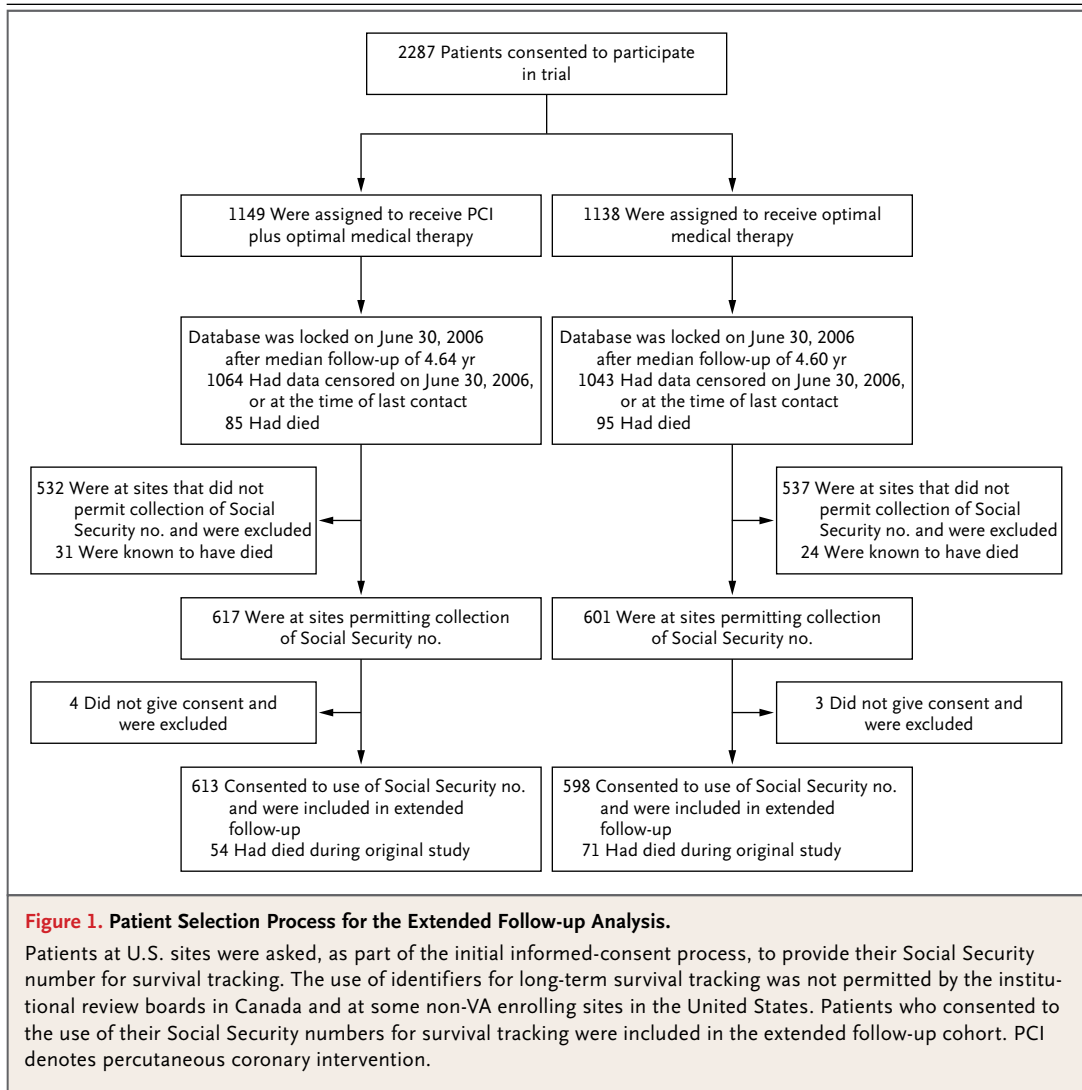 2287 Patients consented to participate
in trial
1149 Were assigned to receive PCI
plus optimal medical therapy
1138 Were assigned to receive optimal
medical therapy
Database was locked on June 30, 2006
after median follow-up of 4.64 yr
1064 Had data censored on June 30, 2006,
or at the time of last contact
85 Had died
Database was locked on June 30, 2006
after median follow-up of 4.60 yr
1043 Had data censored on June 30, 2006,
or at the time of last contact
95 Had died
532 Were at sites that did not
permit collection of Social
Security no. and were excluded
31 Were known to have died
537 Were at sites that did not
permit collection of Social
Security no. and were excluded
24 Were known to have died
617 Were at sites permitting collection
of Social Security no.
601 Were at sites permitting collection
of Social Security no.
4 Did not give consent and
were excluded
3 Did not give consent and
were excluded
613 Consented to use of Social Security no.
and were included in extended
follow-up
54 Had died during original study
598 Consented to use of Social Security no.
and were included in extended
follow-up
71 Had died during original study
Figure 1. Patient Selection Process for the Extended Follow-up Analysis.
Patients at U.S. sites were asked, as part of the initial informed-consent process, to provide their Social Security
number for survival tracking. The use of identifiers for long-term survival tracking was not permitted by the institu-
tional review boards in Canada and at some non-VA enrolling sites in the United States. Patients who consented to
the use of their Social Security numbers for survival tracking were included in the extended follow-up cohort. PCI
denotes percutaneous coronary intervention.